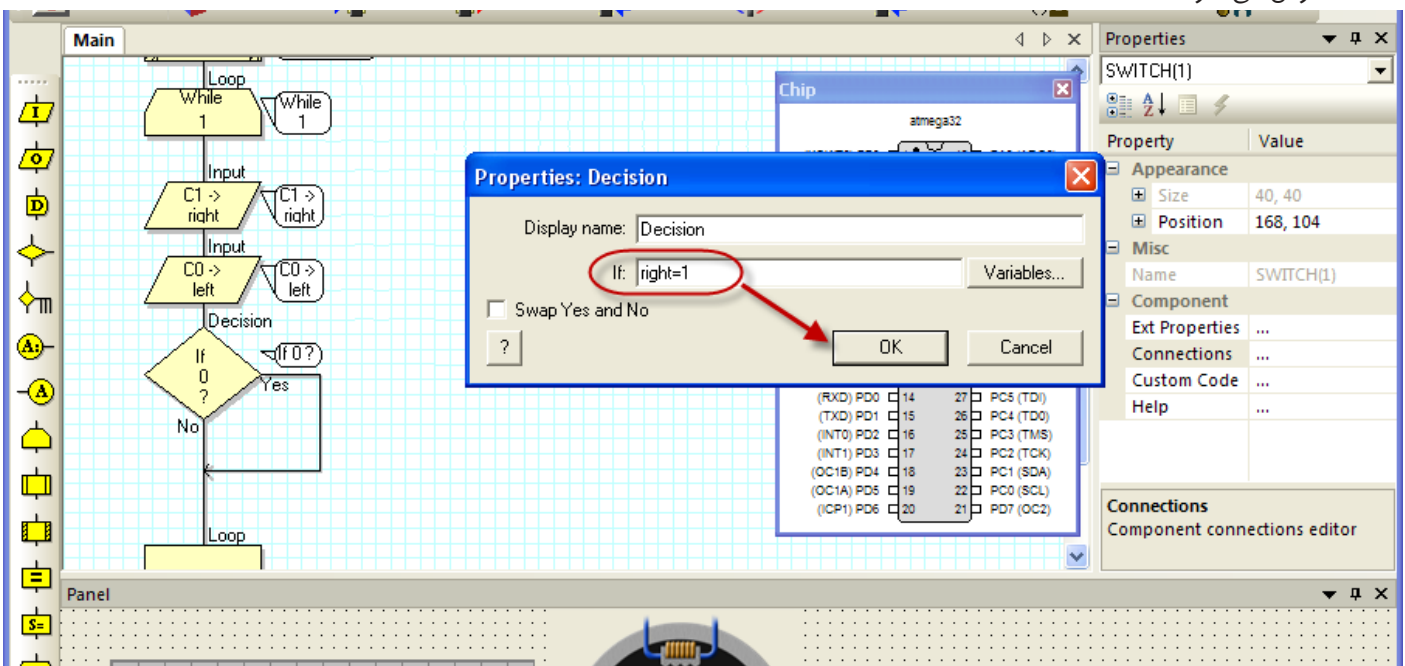 Main
Properties
SWITCH(1)
Property Value
Appearance
Size 40, 40
Position 168, 104
Misc
Name SWITCH(1)
Component
Ext Properties ...
Connections ...
Custom Code ...
Help ...
Connections
Component connections editor
Loop
While
1
While
1
Input
C1 ->
right
C1 ->
right
Input
C0 ->
left
C0 ->
left
Decision
If
0
?
If 0 ?
Yes
No
Loop
Chip
atmega32
Properties: Decision
Display name: Decision
If: right=1 Variables...
Swap Yes and No
? OK Cancel
(RXD) PD0 14 27 PC5 (TDI)
(TXD) PD1 15 26 PC4 (TD0)
(INT0) PD2 16 25 PC3 (TMS)
(INT1) PD3 17 24 PC2 (TCK)
(OC1B) PD4 18 23 PC1 (SDA)
(OC1A) PD5 19 22 PC0 (SCL)
(ICP1) PD6 20 21 PD7 (OC2)
I
O
D
A:
A
=
S=
Panel